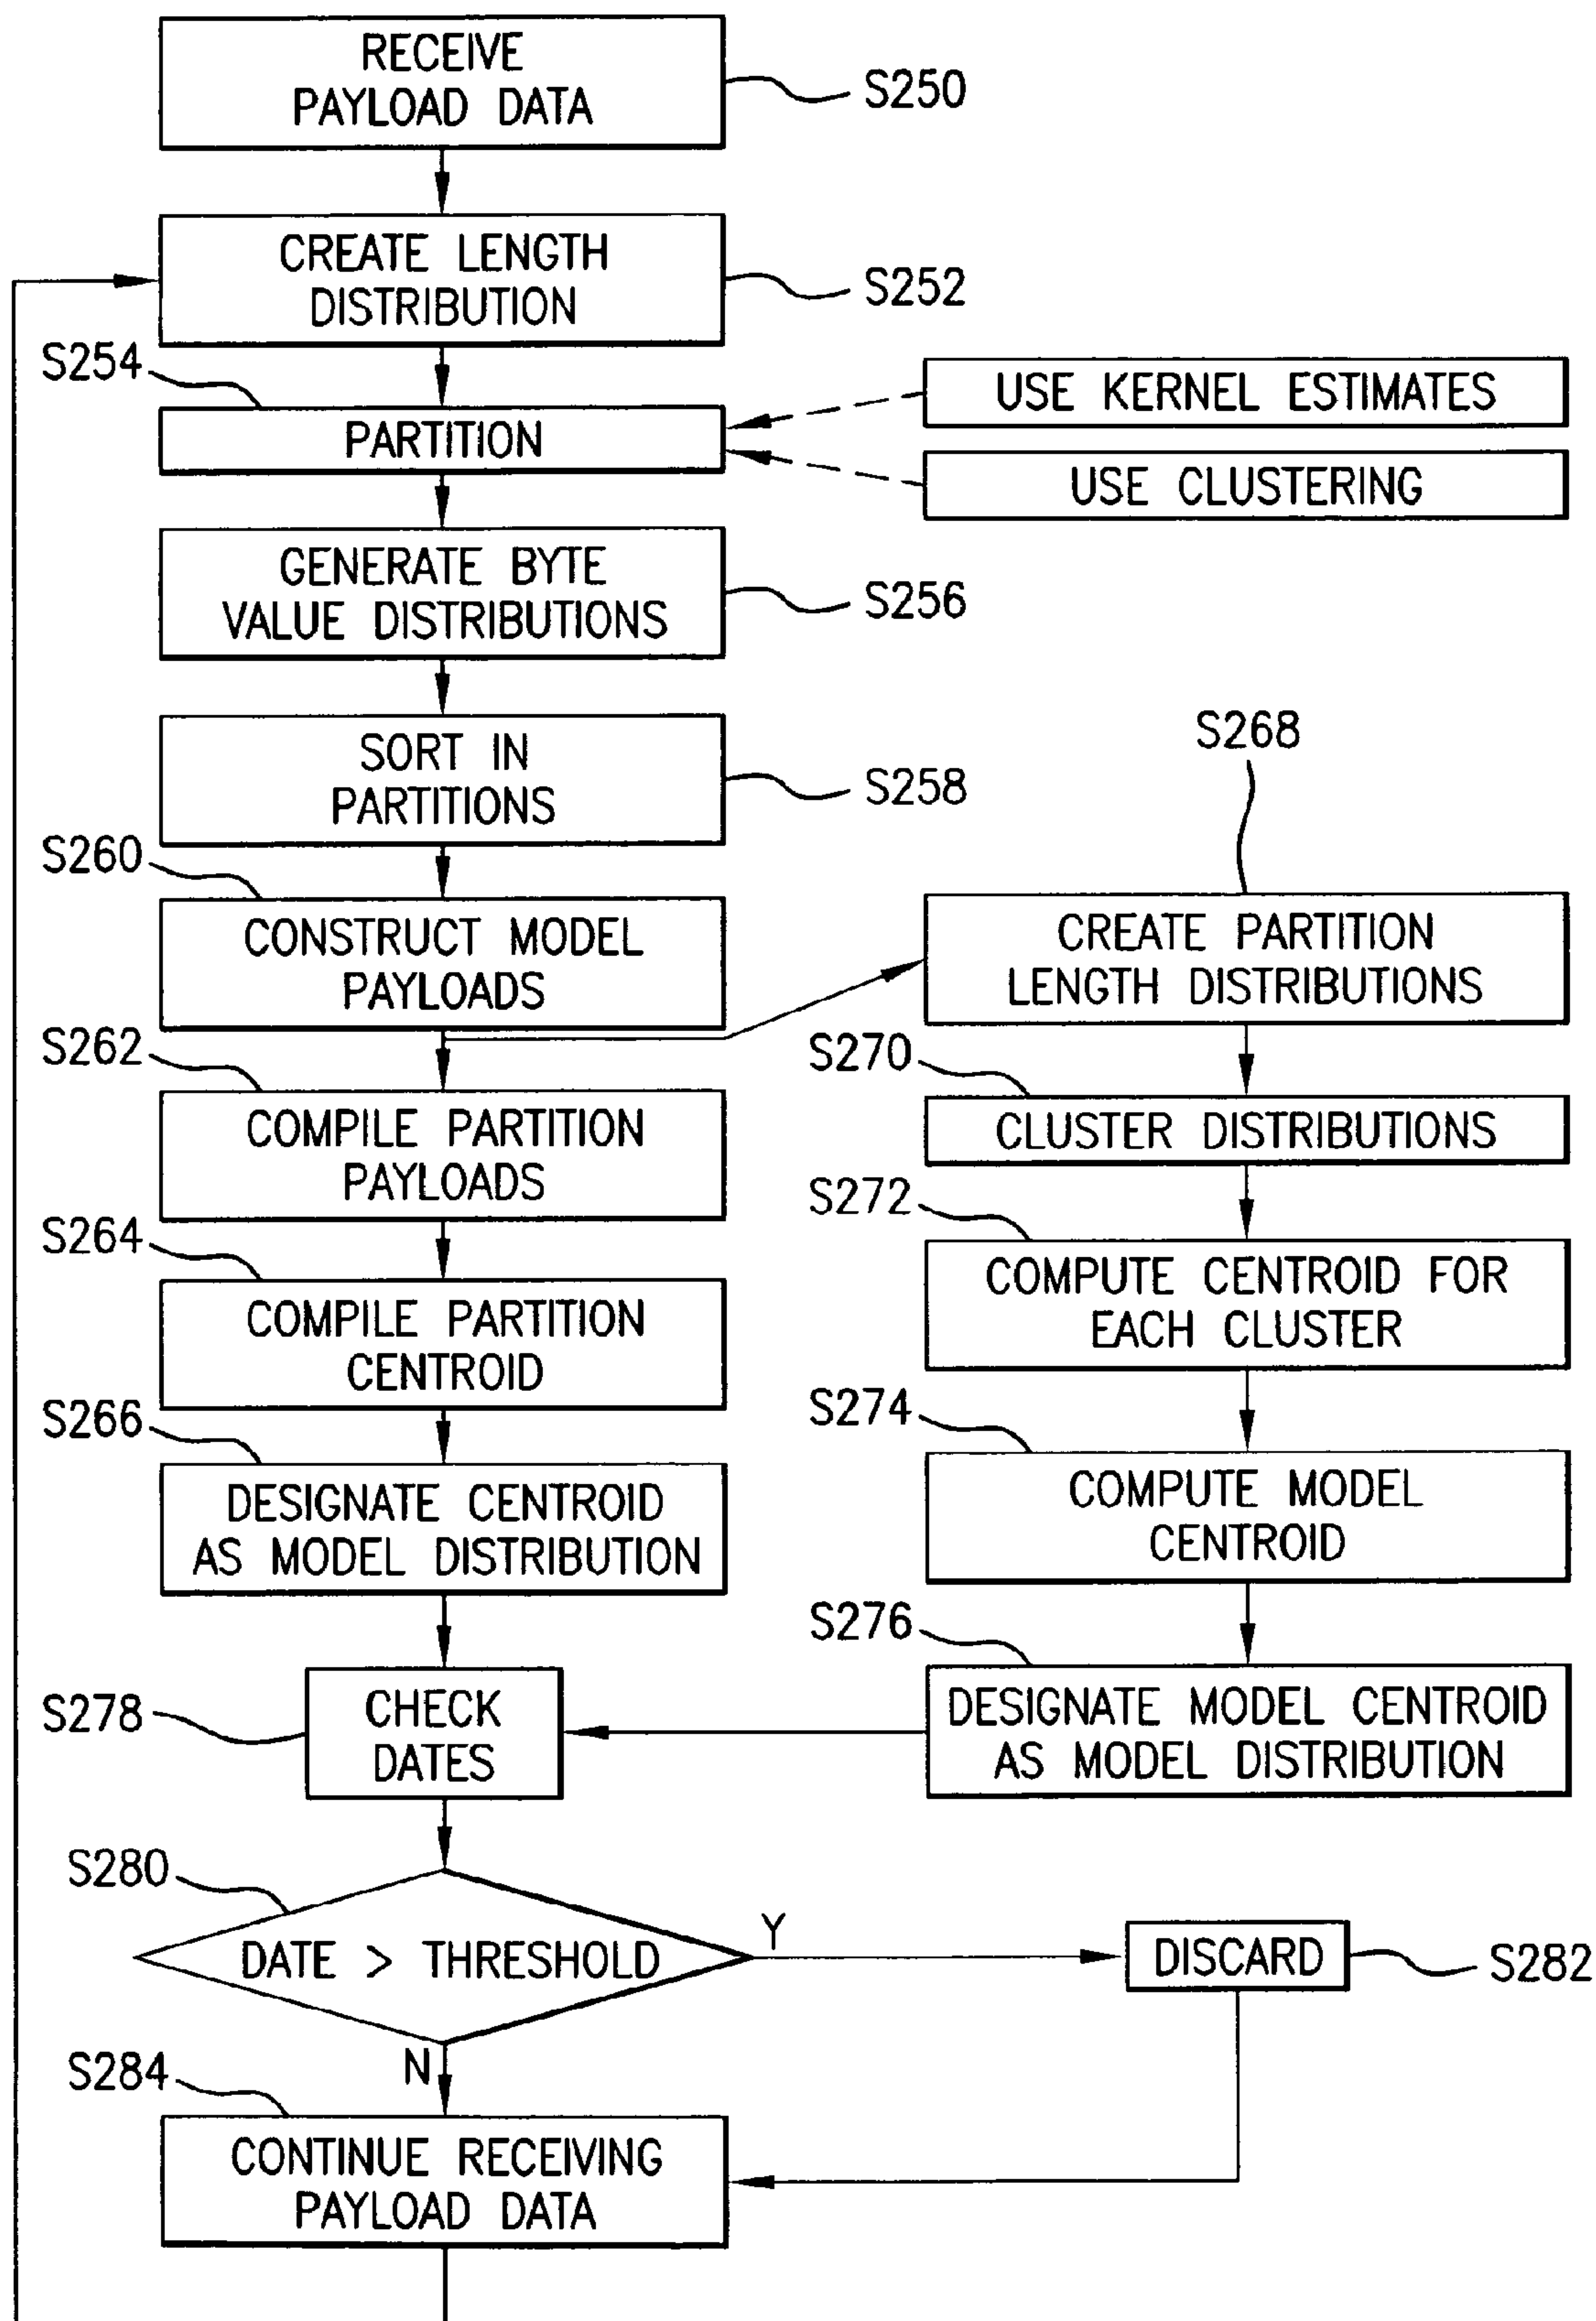 RECEIVE
PAYLOAD DATA
S250
CREATE LENGTH
DISTRIBUTION
S252
S254
PARTITION
USE KERNEL ESTIMATES
USE CLUSTERING
GENERATE BYTE
VALUE DISTRIBUTIONS
S256
SORT IN
PARTITIONS
S258
S260
CONSTRUCT MODEL
PAYLOADS
S262
COMPILE PARTITION
PAYLOADS
S264
COMPILE PARTITION
CENTROID
S266
DESIGNATE CENTROID
AS MODEL DISTRIBUTION
S268
CREATE PARTITION
LENGTH DISTRIBUTIONS
S270
CLUSTER DISTRIBUTIONS
S272
COMPUTE CENTROID FOR
EACH CLUSTER
S274
COMPUTE MODEL
CENTROID
S276
DESIGNATE MODEL CENTROID
AS MODEL DISTRIBUTION
S278
CHECK
DATES
S280
DATE > THRESHOLD
Y
DISCARD
S282
N
S284
CONTINUE RECEIVING
PAYLOAD DATA